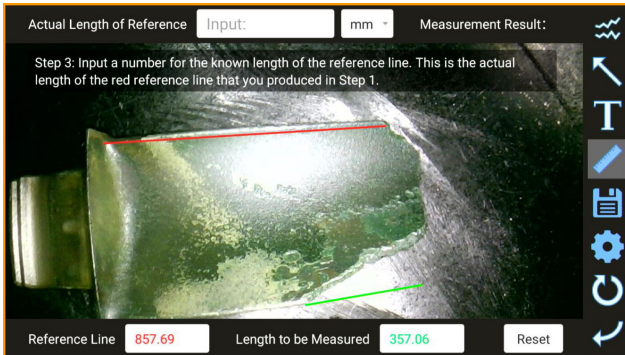 Actual Length of Reference Input: mm Measurement Result:
Step 3: Input a number for the known length of the reference line. This is the actual
length of the red reference line that you produced in Step 1.
T
Reference Line 857.69 Length to be Measured 357.06 Reset